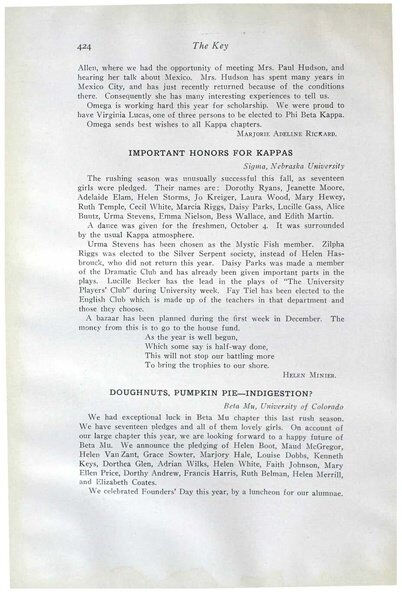 424 The Key
Allen, where we had the opportunity of meeting Mrs. Paul Hudson, and
hearing her talk about Mexico. Mrs. Hudson has spent many years in
Mexico City, and has just recently returned because of the conditions
there. Consequently she has many interesting experiences to tell us.
Omega is working hard this year for scholarship. We were proud to
have Virginia Lucas, one of three persons to be elected to Phi Beta Kappa.
Omega sends best wishes to all Kappa chapters.
Marjorie Adeline Rickard.
IMPORTANT HONORS FOR KAPPAS
Sigma, Nebraska University
The rushing season was unusually successful this fall, as seventeen
girls were pledged. Their names are: Dorothy Ryans, Jeanette Moore,
Adelaide Elam, Helen Storms, Jo Kreiger, Laura Wood, Mary Hewey,
Ruth Temple, Cecil White, Marcia Riggs, Daisy Parks, Lucille Gass, Alice
Buntz, Urma Stevens, Emma Nelson, Bess Wallace, and Edith Martin.
A dance was given for the freshmen, October 4. It was surrounded
by the usual Kappa atmosphere.
Urma Stevens has been chosen as the Mystic Fish member. Zilpha
Riggs was elected to the Silver Serpent society, instead of Helen Has-
brouck, who did not return this year. Daisy Parks was made a member
of the Dramatic Club and has already been given important parts in the
plays. Lucille Becker has the lead in the plays of "The University
Players' Club" during University week. Fay Tiel has been elected to the
English Club which is made up of the teachers in that department and
those they choose.
A bazaar has been planned during the first week in December. The
money from this is to go to the house fund.
As the year is well begun,
Which some say is half-way done,
This will not stop our battling more
To bring the trophies to our shore.
Helen Minier.
DOUGHNUTS, PUMPKIN PIE—INDIGESTION?
Beta Mu, University of Colorado
We had exceptional luck in Beta Mu chapter this last rush season.
We have seventeen pledges and all of them lovely girls. On account of
our large chapter this year, we are looking forward to a happy future of
Beta Mu. We announce the pledging of Helen Boot, Maud McGregor,
Helen Van Zant, Grace Sowter, Marjory Hale, Louise Dobbs, Kenneth
Keys, Dorthea Glen, Adrian Wilks, Helen White, Faith Johnson, Mary
Ellen Price, Dorthy Andrew, Francis Harris, Ruth Belman, Helen Merrill,
and Elizabeth Coates.
We celebrated Founders' Day this year, by a luncheon for our alumnae.